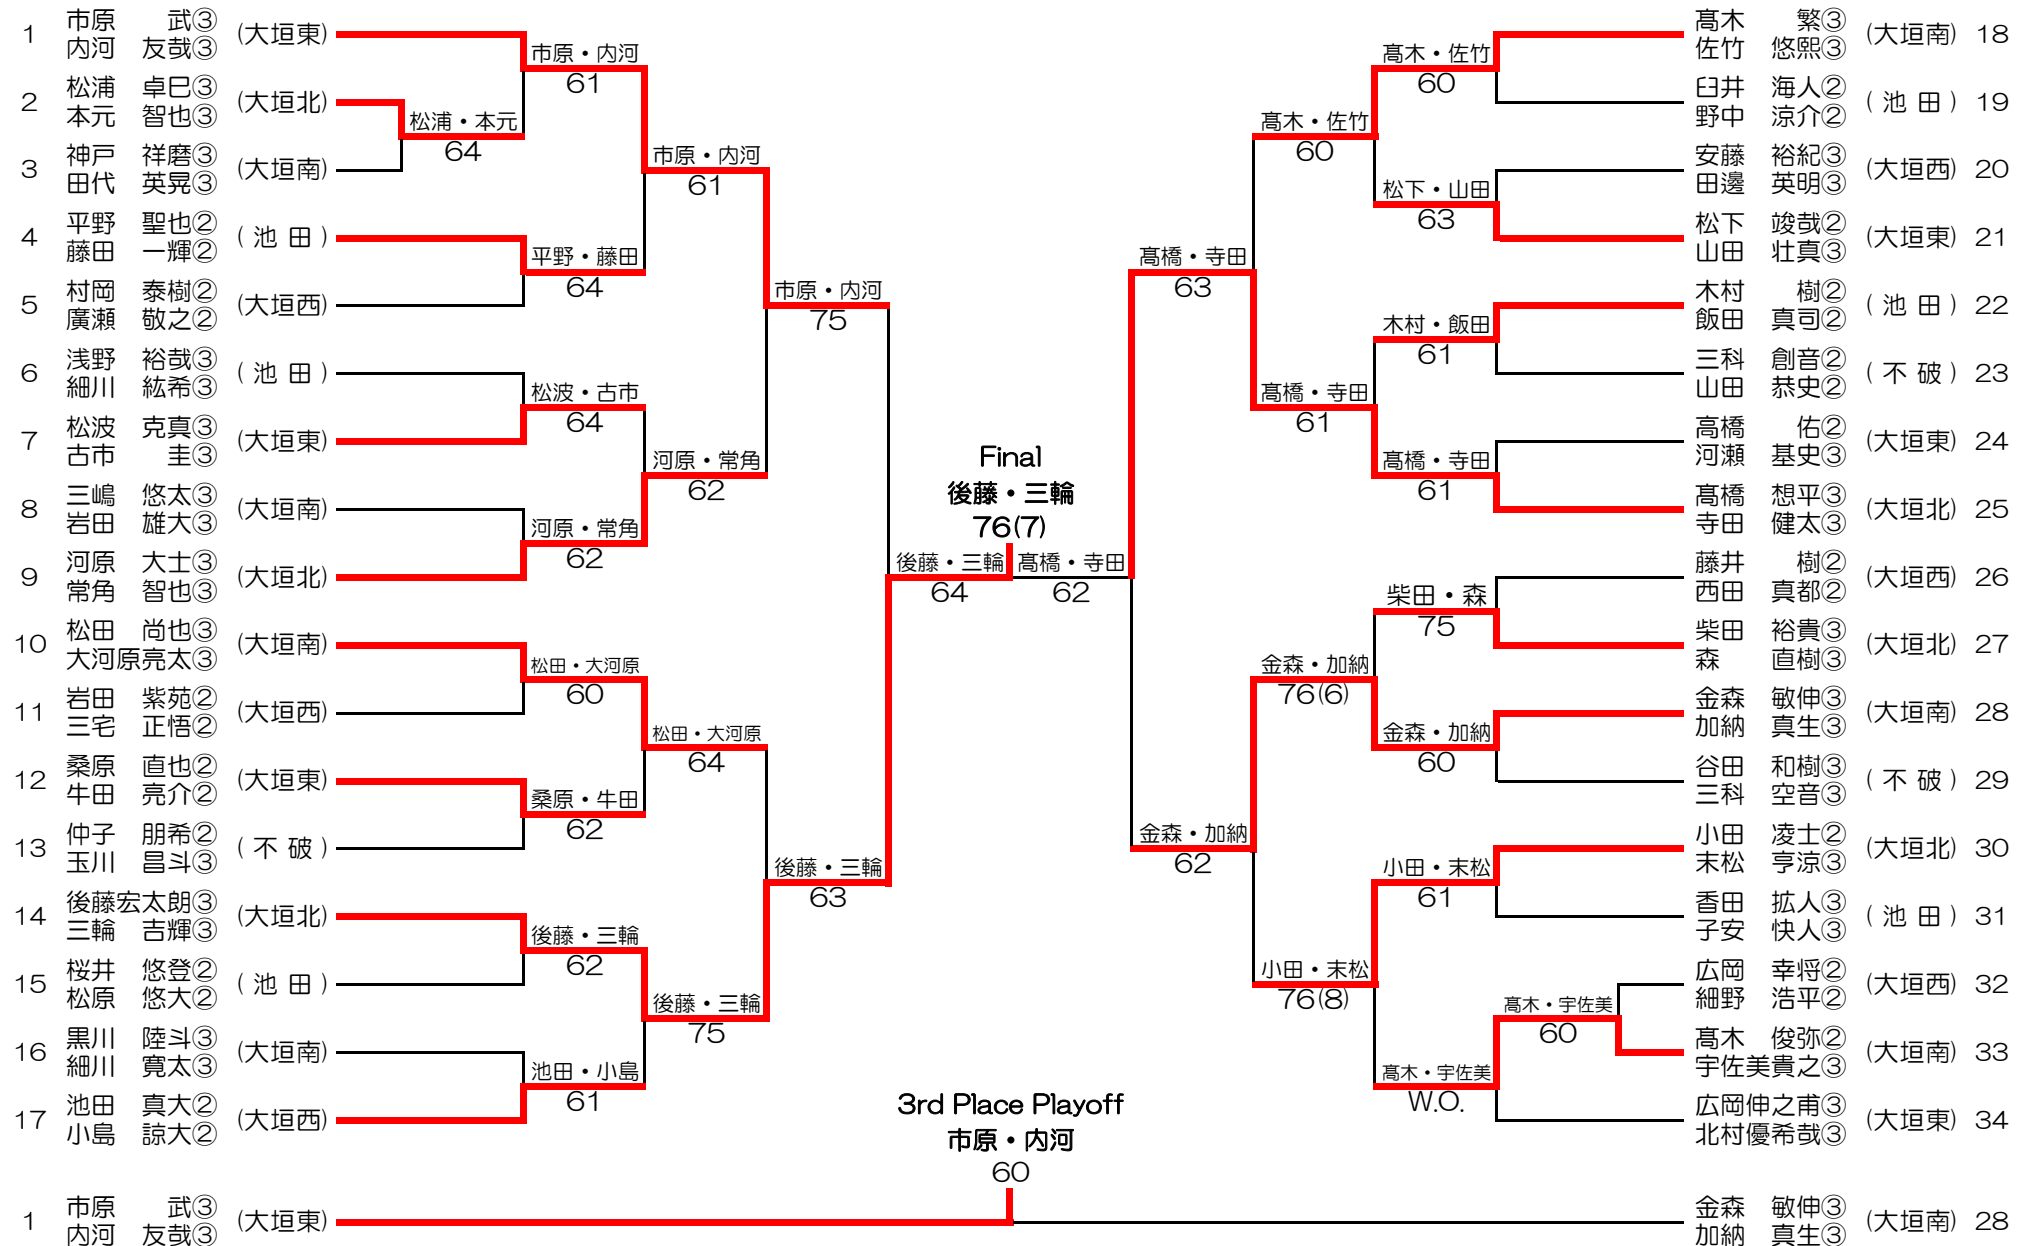 1 市原 武③ (大垣東)
内河 友哉③
2 松浦 卓巳③ (大垣北)
本元 智也③
3 神戸 祥磨③ (大垣南)
田代 英晃③
4 平野 聖也② (池田)
藤田 一輝②
5 村岡 泰樹② (大垣西)
廣瀬 敬之②
6 浅野 裕哉③ (池田)
細川 紘希③
7 松波 克真③ (大垣東)
古市 圭③
8 三嶋 悠太③ (大垣南)
岩田 雄大③
9 河原 大士③ (大垣北)
常角 智也③
10 松田 尚也③ (大垣南)
大河原亮太③
11 岩田 紫苑② (大垣西)
三宅 正悟②
12 桑原 直也② (大垣東)
牛田 亮介②
13 仲子 朋希② (不破)
玉川 昌斗③
14 後藤宏太朗③ (大垣北)
三輪 吉輝③
15 桜井 悠登② (池田)
松原 悠大②
16 黒川 陸斗③ (大垣南)
細川 寛太③
17 池田 真大② (大垣西)
小島 諒大②
松浦・本元
64
市原・内河
61
平野・藤田
64
松波・古市
64
河原・常角
62
松田・大河原
60
桑原・牛田
62
後藤・三輪
62
池田・小島
61
市原・内河
61
河原・常角
62
松田・大河原
64
後藤・三輪
75
市原・内河
75
後藤・三輪
63
後藤・三輪
64
Final
後藤・三輪
76(7)
髙橋・寺田
62
髙橋・寺田
63
金森・加納
62
髙木・佐竹
60
髙橋・寺田
61
金森・加納
76(6)
小田・末松
76(8)
髙木・佐竹
60
松下・山田
63
木村・飯田
61
髙橋・寺田
61
柴田・森
75
金森・加納
60
小田・末松
61
髙木・宇佐美
W.O.
髙木・宇佐美
60
髙木 繁③ (大垣南) 18
佐竹 悠熙③
臼井 海人② (池田) 19
野中 涼介②
安藤 裕紀③ (大垣西) 20
田邊 英明③
松下 竣哉② (大垣東) 21
山田 壮真③
木村 樹② (池田) 22
飯田 真司②
三科 創音② (不破) 23
山田 恭史②
高橋 佑② (大垣東) 24
河瀬 基史③
髙橋 想平③ (大垣北) 25
寺田 健太③
藤井 樹② (大垣西) 26
西田 真都②
柴田 裕貴③ (大垣北) 27
森 直樹③
金森 敏伸③ (大垣南) 28
加納 真生③
谷田 和樹③ (不破) 29
三科 空音③
小田 凌士② (大垣北) 30
末松 亨涼③
香田 拡人③ (池田) 31
子安 快人③
広岡 幸将② (大垣西) 32
細野 浩平②
髙木 俊弥② (大垣南) 33
宇佐美貴之③
広岡伸之甫③ (大垣東) 34
北村優希哉③
3rd Place Playoff
市原・内河
60
1 市原 武③ (大垣東)
内河 友哉③
金森 敏伸③ (大垣南) 28
加納 真生③